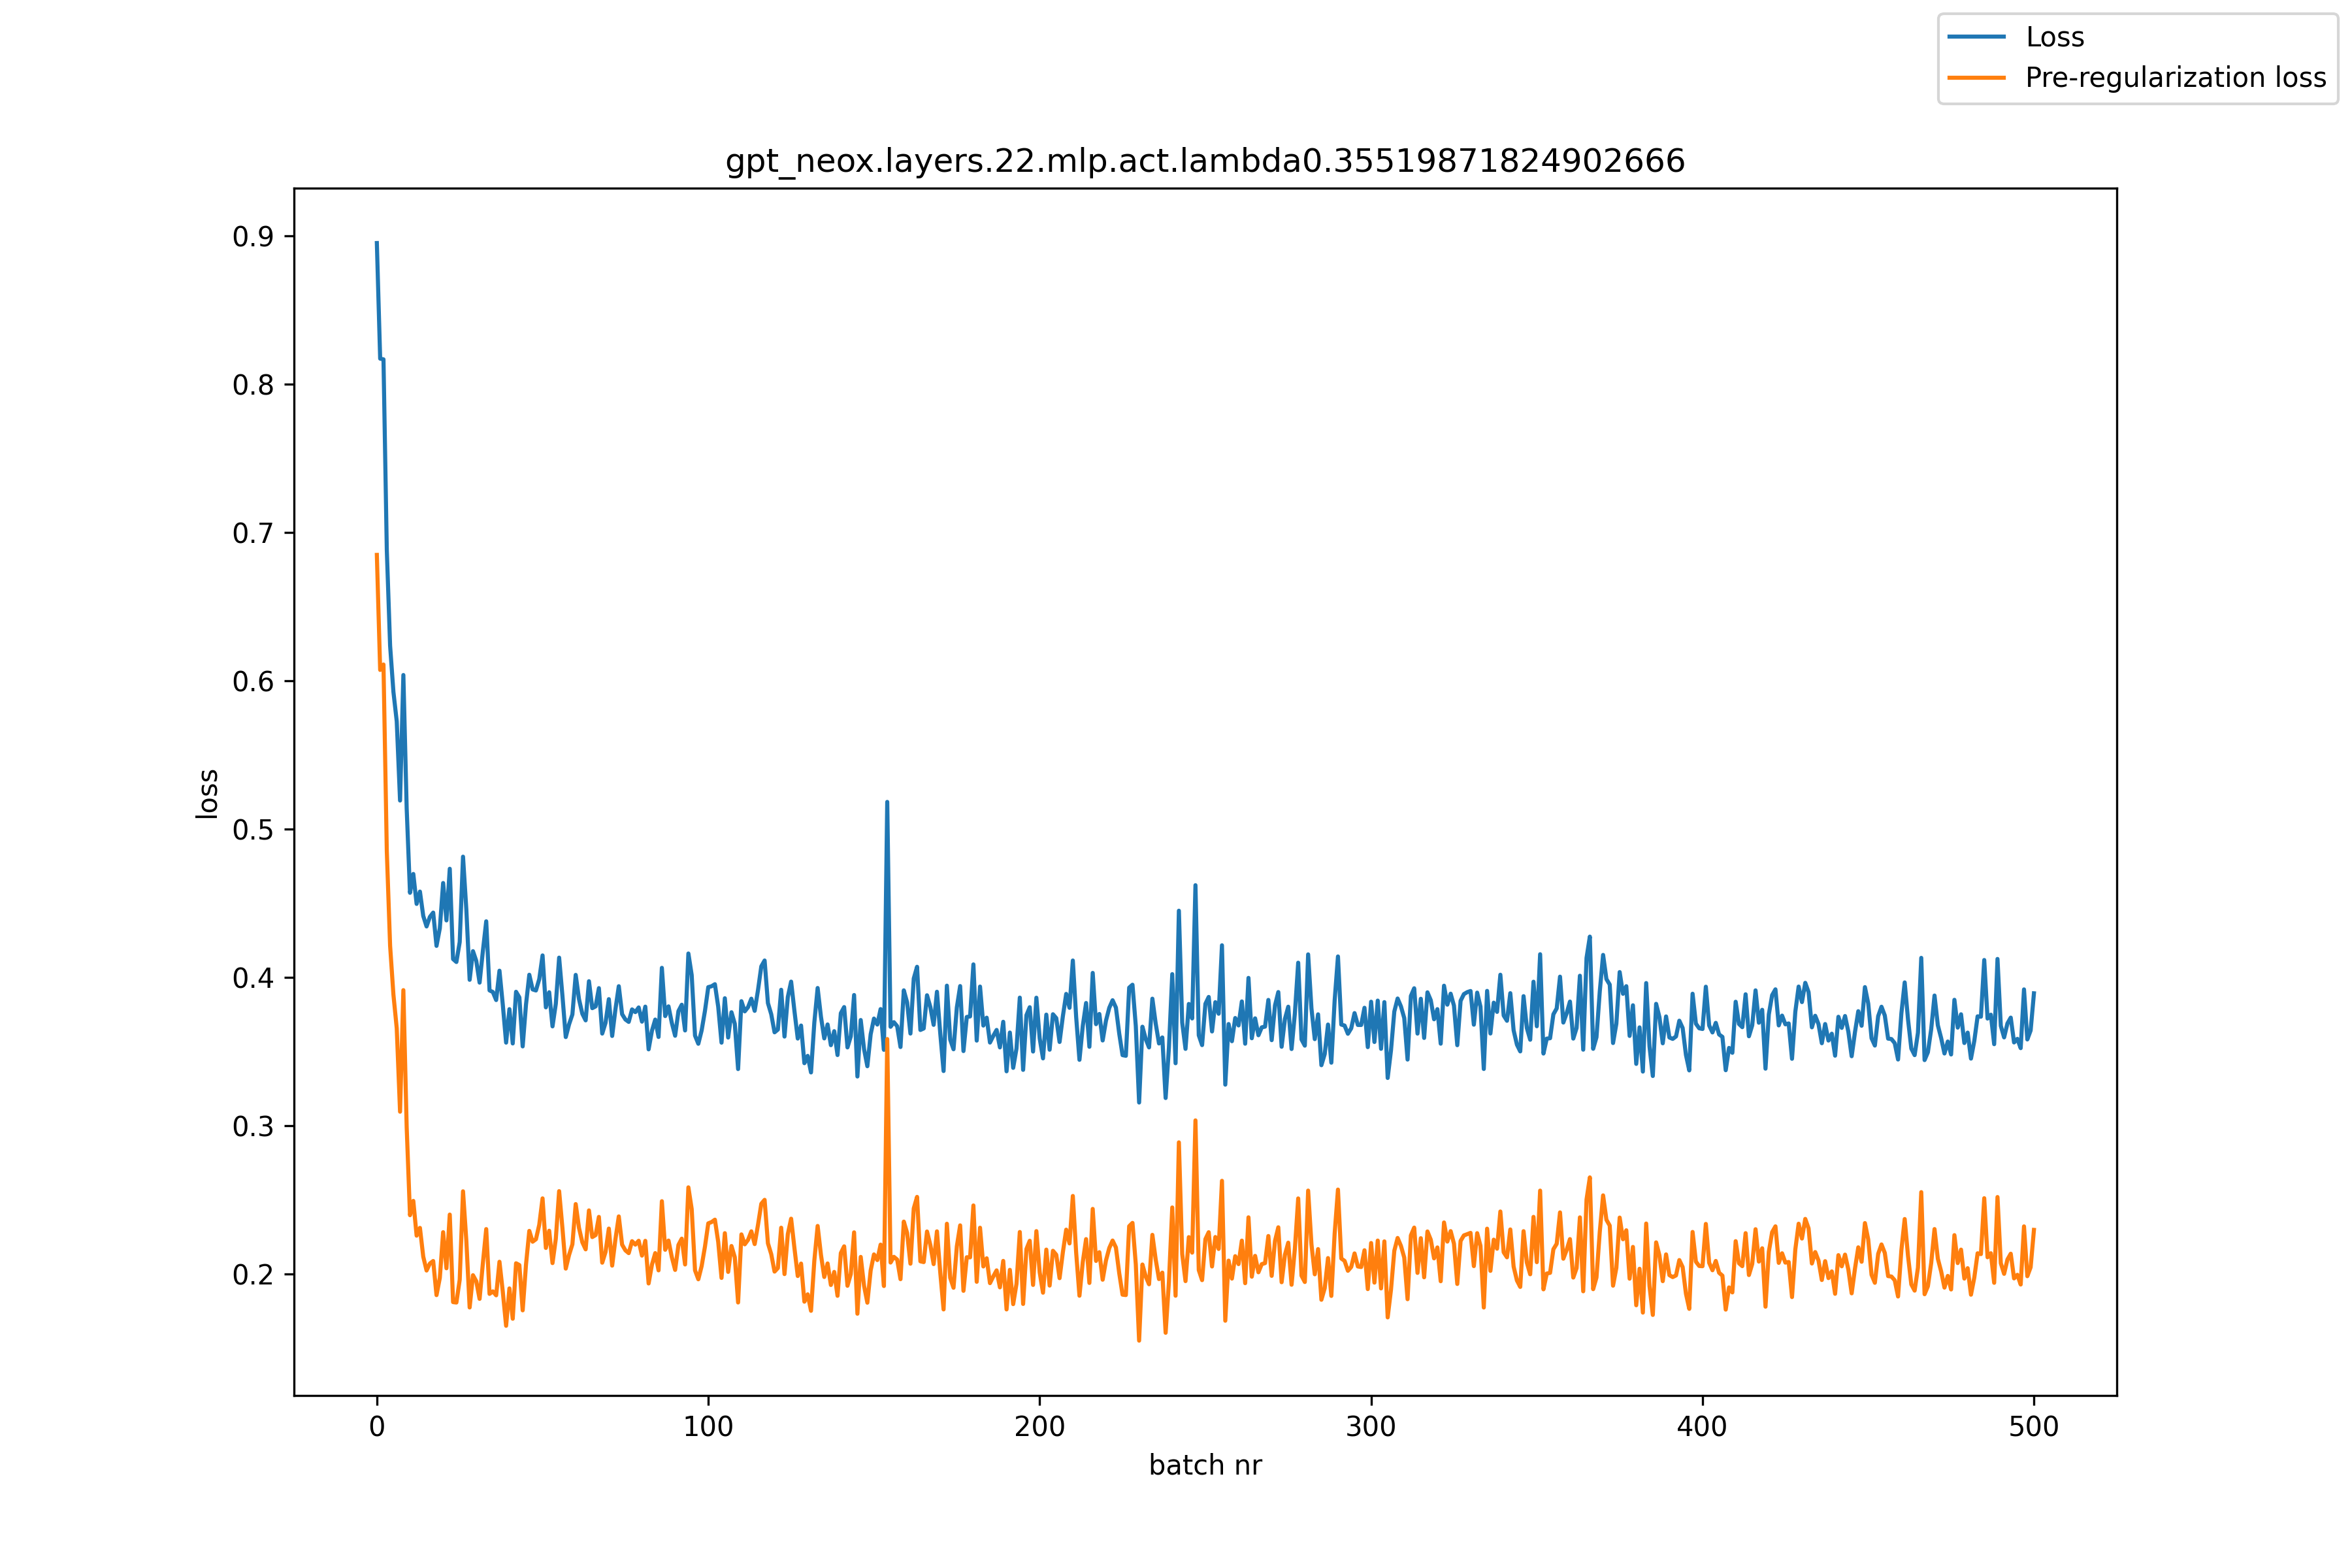 Loss
Pre-regularization loss
gpt_neox.layers.22.mlp.act.lambda0.35519871824902666
0.9
0.8
0.7
0.6
0.5
0.4
0.3
0.2
loss
0 100 200 300 400 500
batch nr